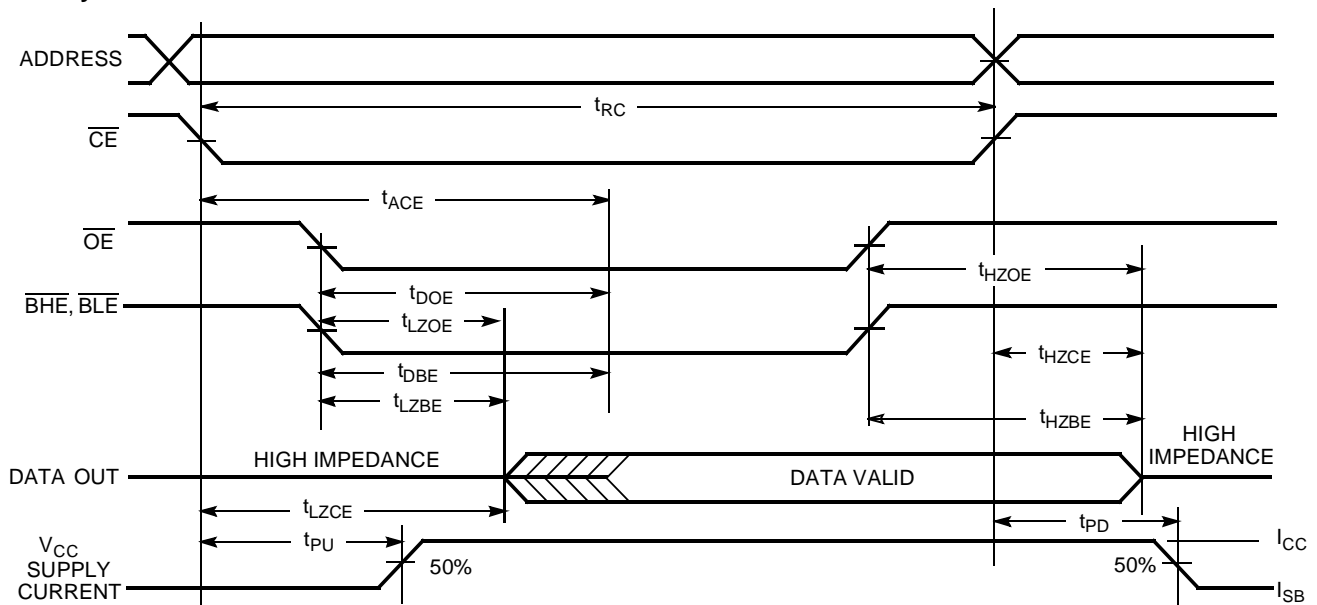 ADDRESS
tRC
CE
tACE
OE
tHZOE
tDOE
BHE, BLE
tLZOE
tHZCE
tDBE
tLZBE
tHZBE
HIGH IMPEDANCE
HIGH
IMPEDANCE
DATA OUT
DATA VALID
tLZCE
tPD
tPU
VCC
SUPPLY
CURRENT
50%
50%
ICC
ISB